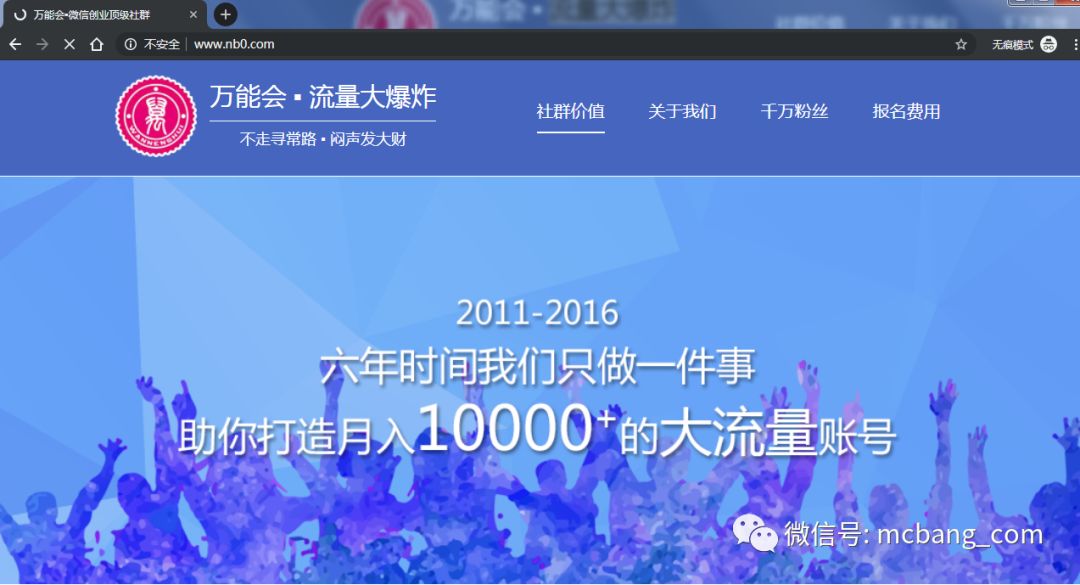 万能会▪微信创业顶级社群
不安全 www.nb0.com
无痕模式
万能会 ▪ 流量大爆炸
不走寻常路 ▪ 闷声发大财
WANNENGHUI
社群价值 关于我们 千万粉丝 报名费用
2011-2016
六年时间我们只做一件事
助你打造月入10000+的大流量账号
微信号: mcbang_com